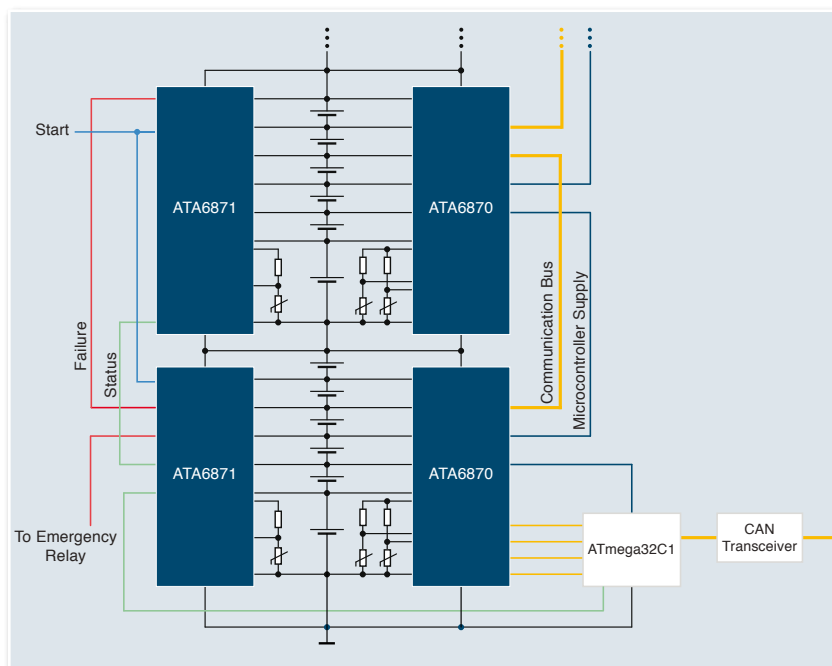 Start
ATA6871
ATA6870
Failure
Status
Communication Bus
Microcontroller Supply
ATA6871
ATA6870
To Emergency
Relay
ATmega32C1
CAN
Transceiver